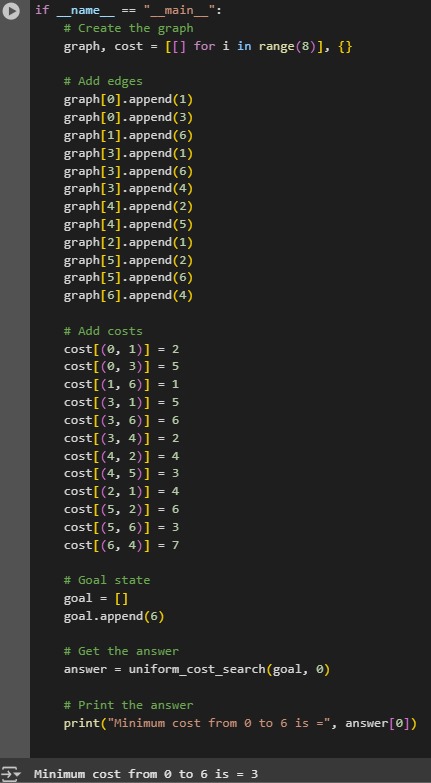 if __name__ == "__main__":
    # Create the graph
    graph, cost = [[] for i in range(8)], {}

    # Add edges
    graph[0].append(1)
    graph[0].append(3)
    graph[1].append(6)
    graph[3].append(1)
    graph[3].append(6)
    graph[3].append(4)
    graph[4].append(2)
    graph[4].append(5)
    graph[2].append(1)
    graph[5].append(2)
    graph[5].append(6)
    graph[6].append(4)

    # Add costs
    cost[(0, 1)] = 2
    cost[(0, 3)] = 5
    cost[(1, 6)] = 1
    cost[(3, 1)] = 5
    cost[(3, 6)] = 6
    cost[(3, 4)] = 2
    cost[(4, 2)] = 4
    cost[(4, 5)] = 3
    cost[(2, 1)] = 4
    cost[(5, 2)] = 6
    cost[(5, 6)] = 3
    cost[(6, 4)] = 7

    # Goal state
    goal = []
    goal.append(6)

    # Get the answer
    answer = uniform_cost_search(goal, 0)

    # Print the answer
    print("Minimum cost from 0 to 6 is =", answer[0])

Minimum cost from 0 to 6 is = 3